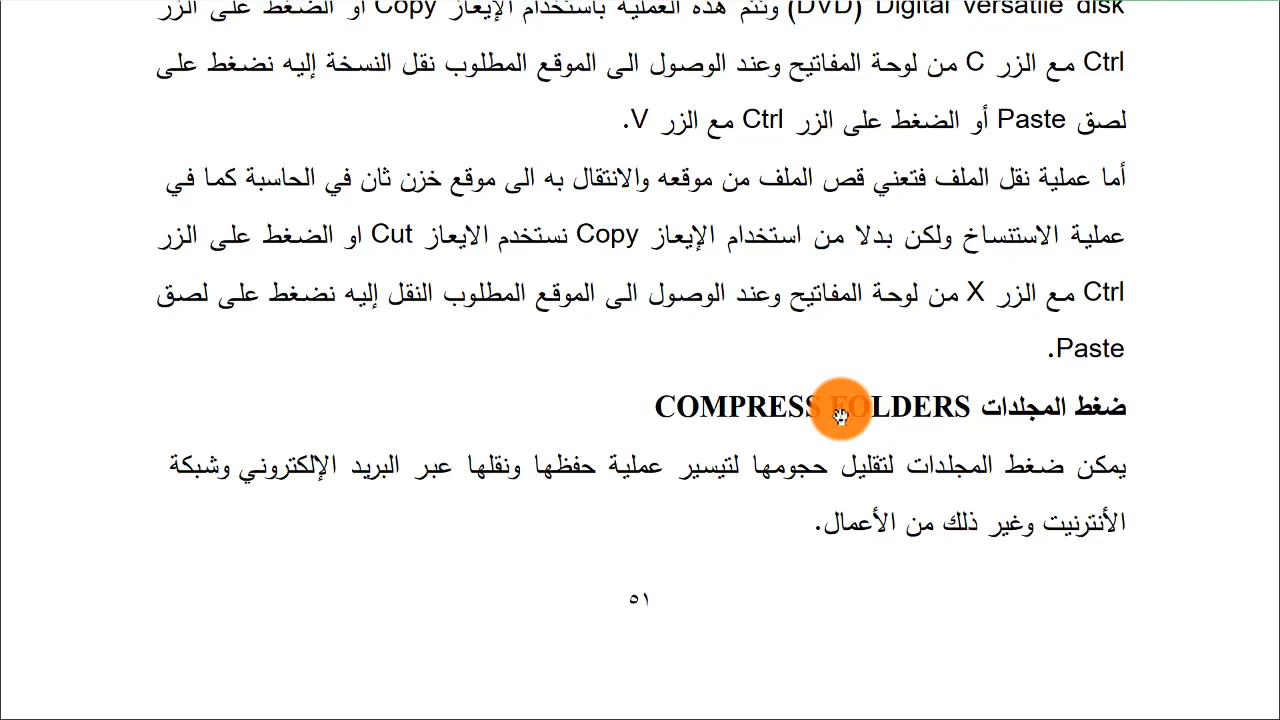 Digital versatile disk (DVD) وتتم هذه العملية باستخدام الإيعاز Copy او الضغط على الزر
Ctrl مع الزر C من لوحة المفاتيح وعند الوصول الى الموقع المطلوب نقل النسخة إليه نضغط على
لصق Paste أو الضغط على الزر Ctrl مع الزر V.
أما عملية نقل الملف فتعني قص الملف من موقعه والانتقال به الى موقع خزن ثان في الحاسبة كما في
عملية الاستنساخ ولكن بدلا من استخدام الإيعاز Copy نستخدم الايعاز Cut او الضغط على الزر
Ctrl مع الزر X من لوحة المفاتيح وعند الوصول الى الموقع المطلوب النقل إليه نضغط على لصق
Paste.
ضغط المجلدات COMPRESS FOLDERS
يمكن ضغط المجلدات لتقليل حجومها لتيسير عملية حفظها ونقلها عبر البريد الإلكتروني وشبكة
الأنترنيت وغير ذلك من الأعمال.
٥١